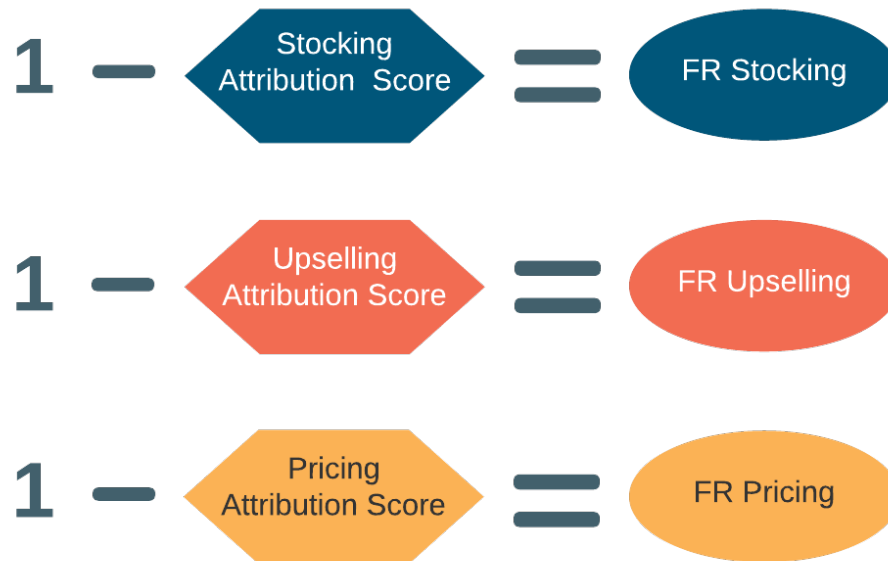 1 − Stocking
Attribution Score = FR Stocking
1 − Upselling
Attribution Score = FR Upselling
1 − Pricing
Attribution Score = FR Pricing